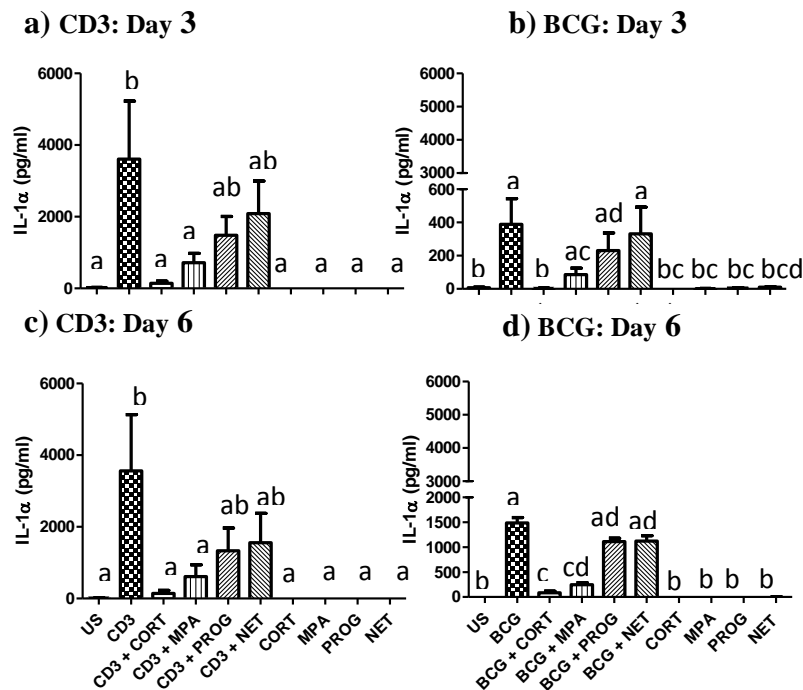 a) CD3: Day 3
b) BCG: Day 3
6000
4000
2000
0
IL-1α (pg/ml)
a
b
a
a
ab
ab
a
a
a
a
6000
5000
4000
3000
600
400
200
0
IL-1α (pg/ml)
b
a
b
ac
ad
a
bc
bc
bc
bcd
c) CD3: Day 6
d) BCG: Day 6
6000
4000
2000
0
IL-1α (pg/ml)
a
b
a
a
ab
ab
a
a
a
a
US
CD3
CD3 + CORT
CD3 + MPA
CD3 + PROG
CD3 + NET
CORT
MPA
PROG
NET
6000
5000
4000
3000
2000
1500
1000
500
0
IL-1α (pg/ml)
b
a
c
cd
ad
ad
b
b
b
b
US
BCG
BCG + CORT
BCG + MPA
BCG + PROG
BCG + NET
CORT
MPA
PROG
NET